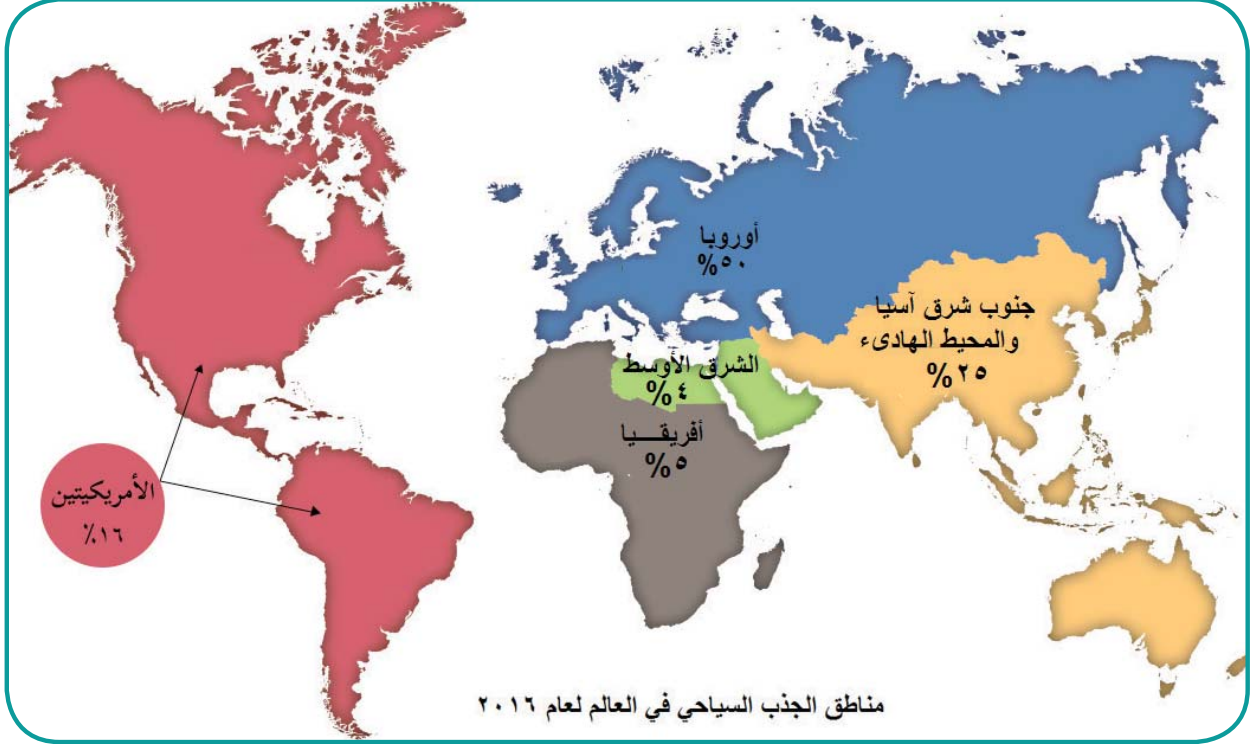 أوروبا
%٥٠
جنوب شرق آسيا
والمحيط الهادىء
%٢٥
الشرق الأوسط
%٤
أفريقـــيا
%٥
الأمريكيتين
٪١٦
مناطق الجذب السياحي في العالم لعام ٢٠١٦